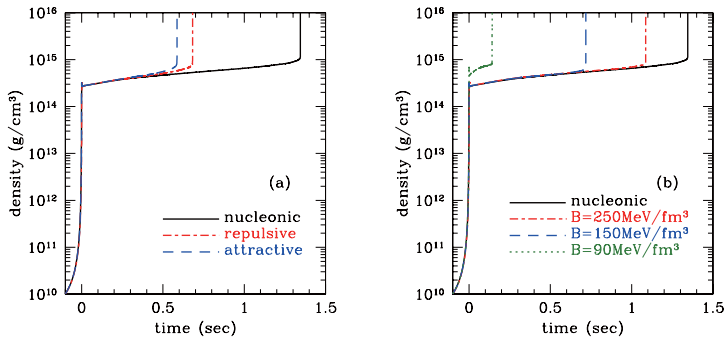 10¹⁶
10¹⁵
10¹⁴
10¹³
10¹²
10¹¹
10¹⁰
density (g/cm³)
(a)
nucleonic
repulsive
attractive
0 0.5 1 1.5
time (sec)
10¹⁶
10¹⁵
10¹⁴
10¹³
10¹²
10¹¹
10¹⁰
density (g/cm³)
(b)
nucleonic
B=250MeV/fm³
B=150MeV/fm³
B=90MeV/fm³
0 0.5 1 1.5
time (sec)